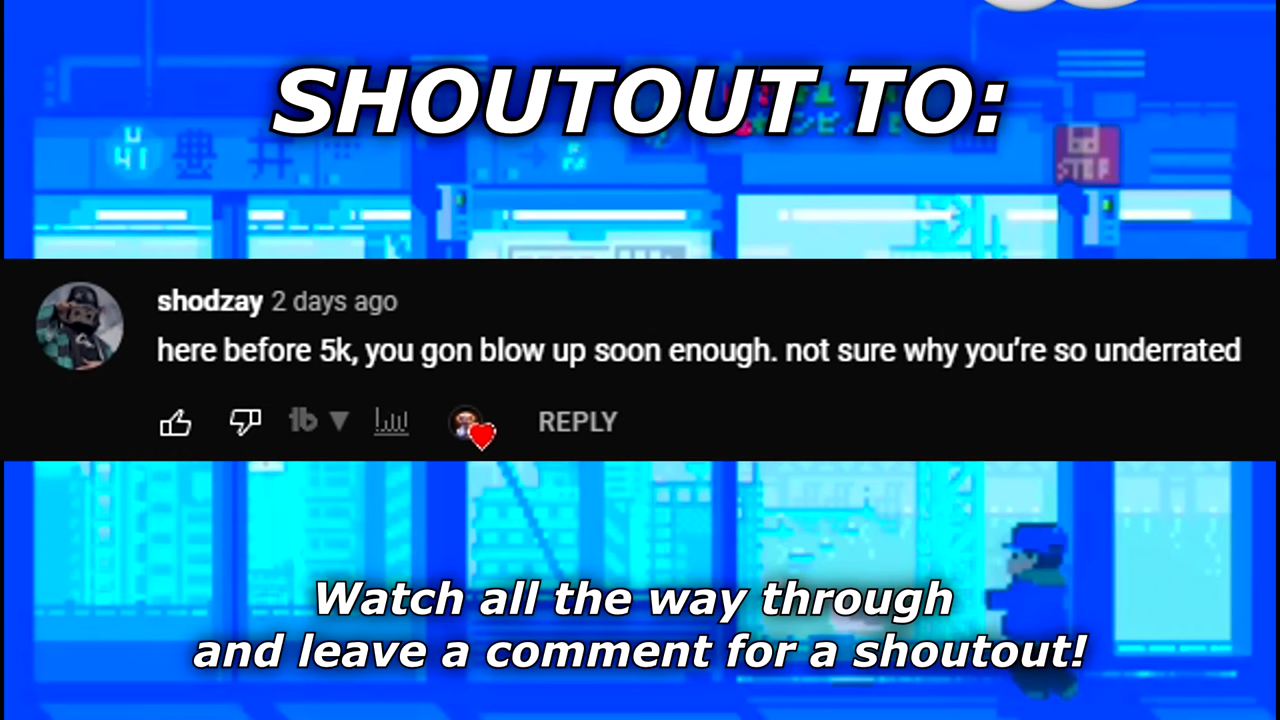 SHOUTOUT TO:
STEP
shodzay 2 days ago
here before 5k, you gon blow up soon enough. not sure why you're so underrated
REPLY
Watch all the way through
and leave a comment for a shoutout!